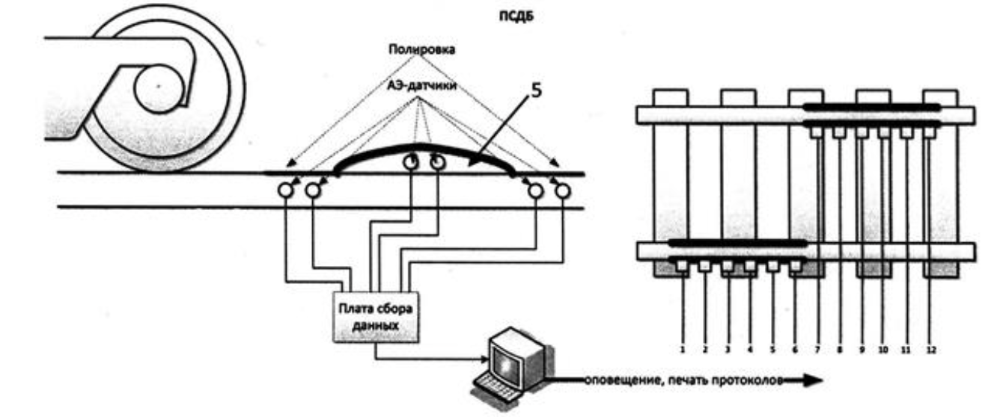 ПСДБ
Полировка
АЭ-датчики
5
Плата сбора
данных
1 2 3 4 5 6 7 8 9 10 11 12
оповещение, печать протоколов